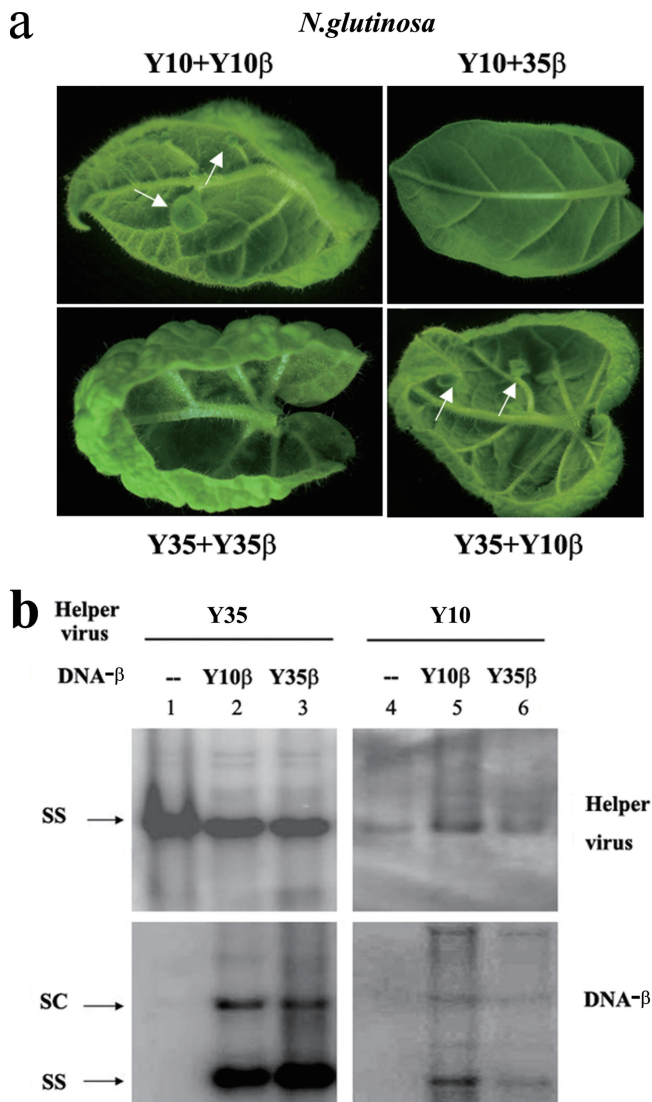 a
N.glutinosa
Y10+Y10β Y10+35β
Y35+Y35β Y35+Y10β
b
Helper virus Y35 Y10
DNA-β -- Y10β Y35β -- Y10β Y35β
1 2 3 4 5 6
SS
Helper
virus
SC
DNA-β
SS